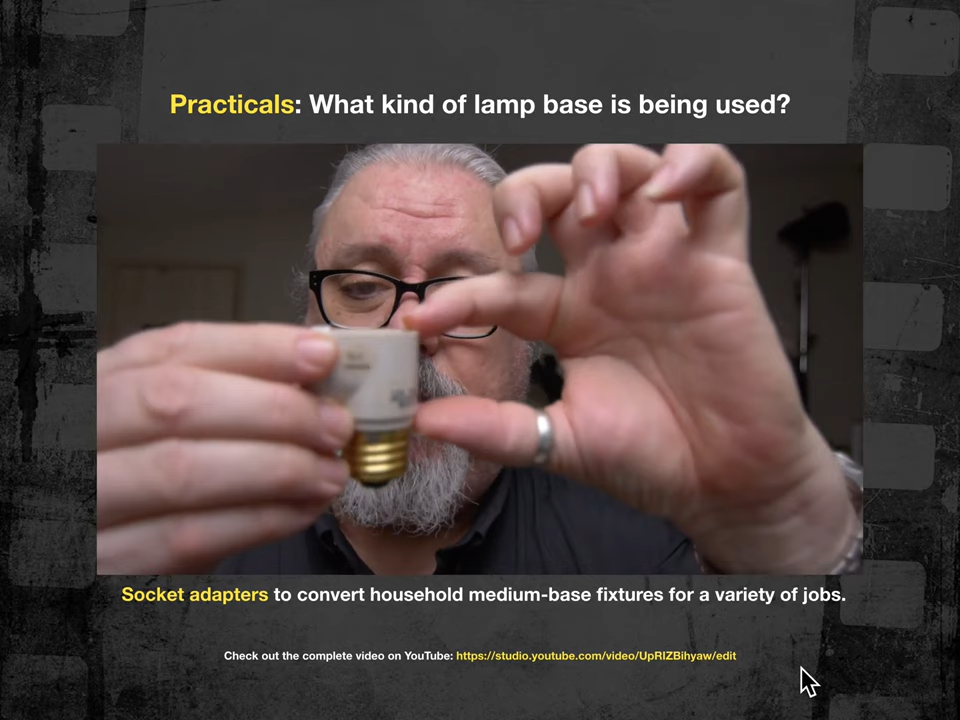 Practicals: What kind of lamp base is being used?
Socket adapters to convert household medium-base fixtures for a variety of jobs.
Check out the complete video on YouTube: https://studio.youtube.com/video/UpRIZBihyaw/edit